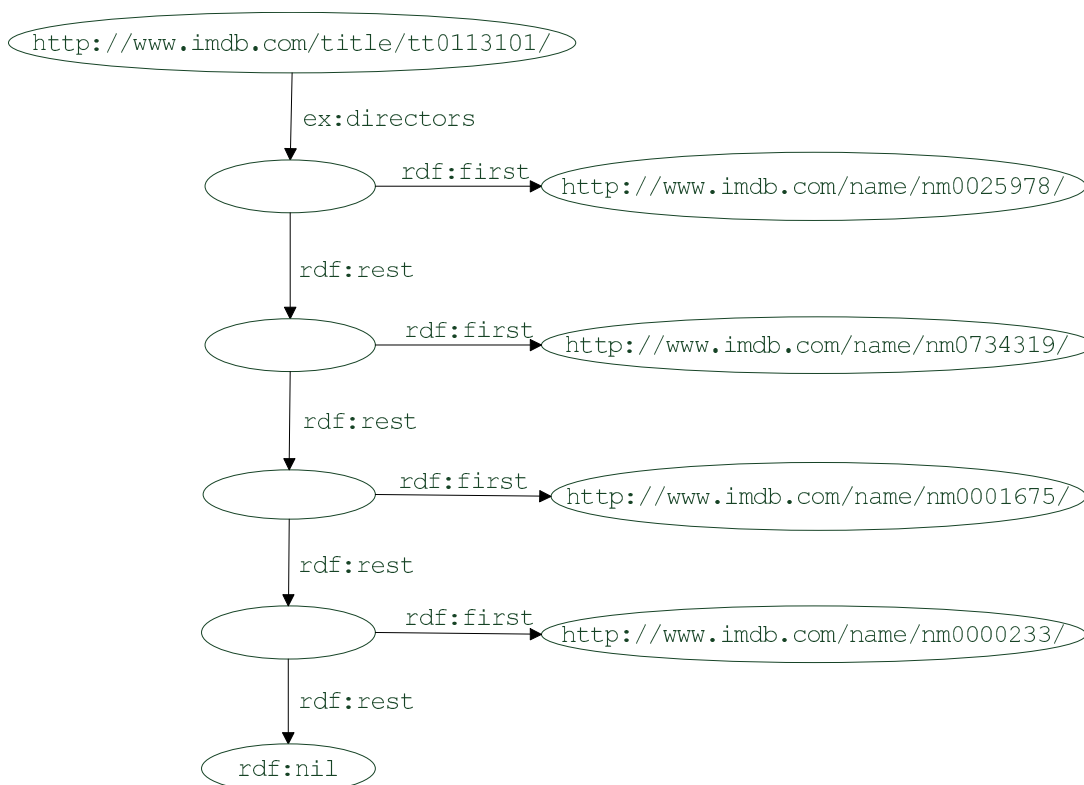 http://www.imdb.com/title/tt0113101/
ex:directors
rdf:first
http://www.imdb.com/name/nm0025978/
rdf:rest
rdf:first
http://www.imdb.com/name/nm0734319/
rdf:rest
rdf:first
http://www.imdb.com/name/nm0001675/
rdf:rest
rdf:first
http://www.imdb.com/name/nm0000233/
rdf:rest
rdf:nil